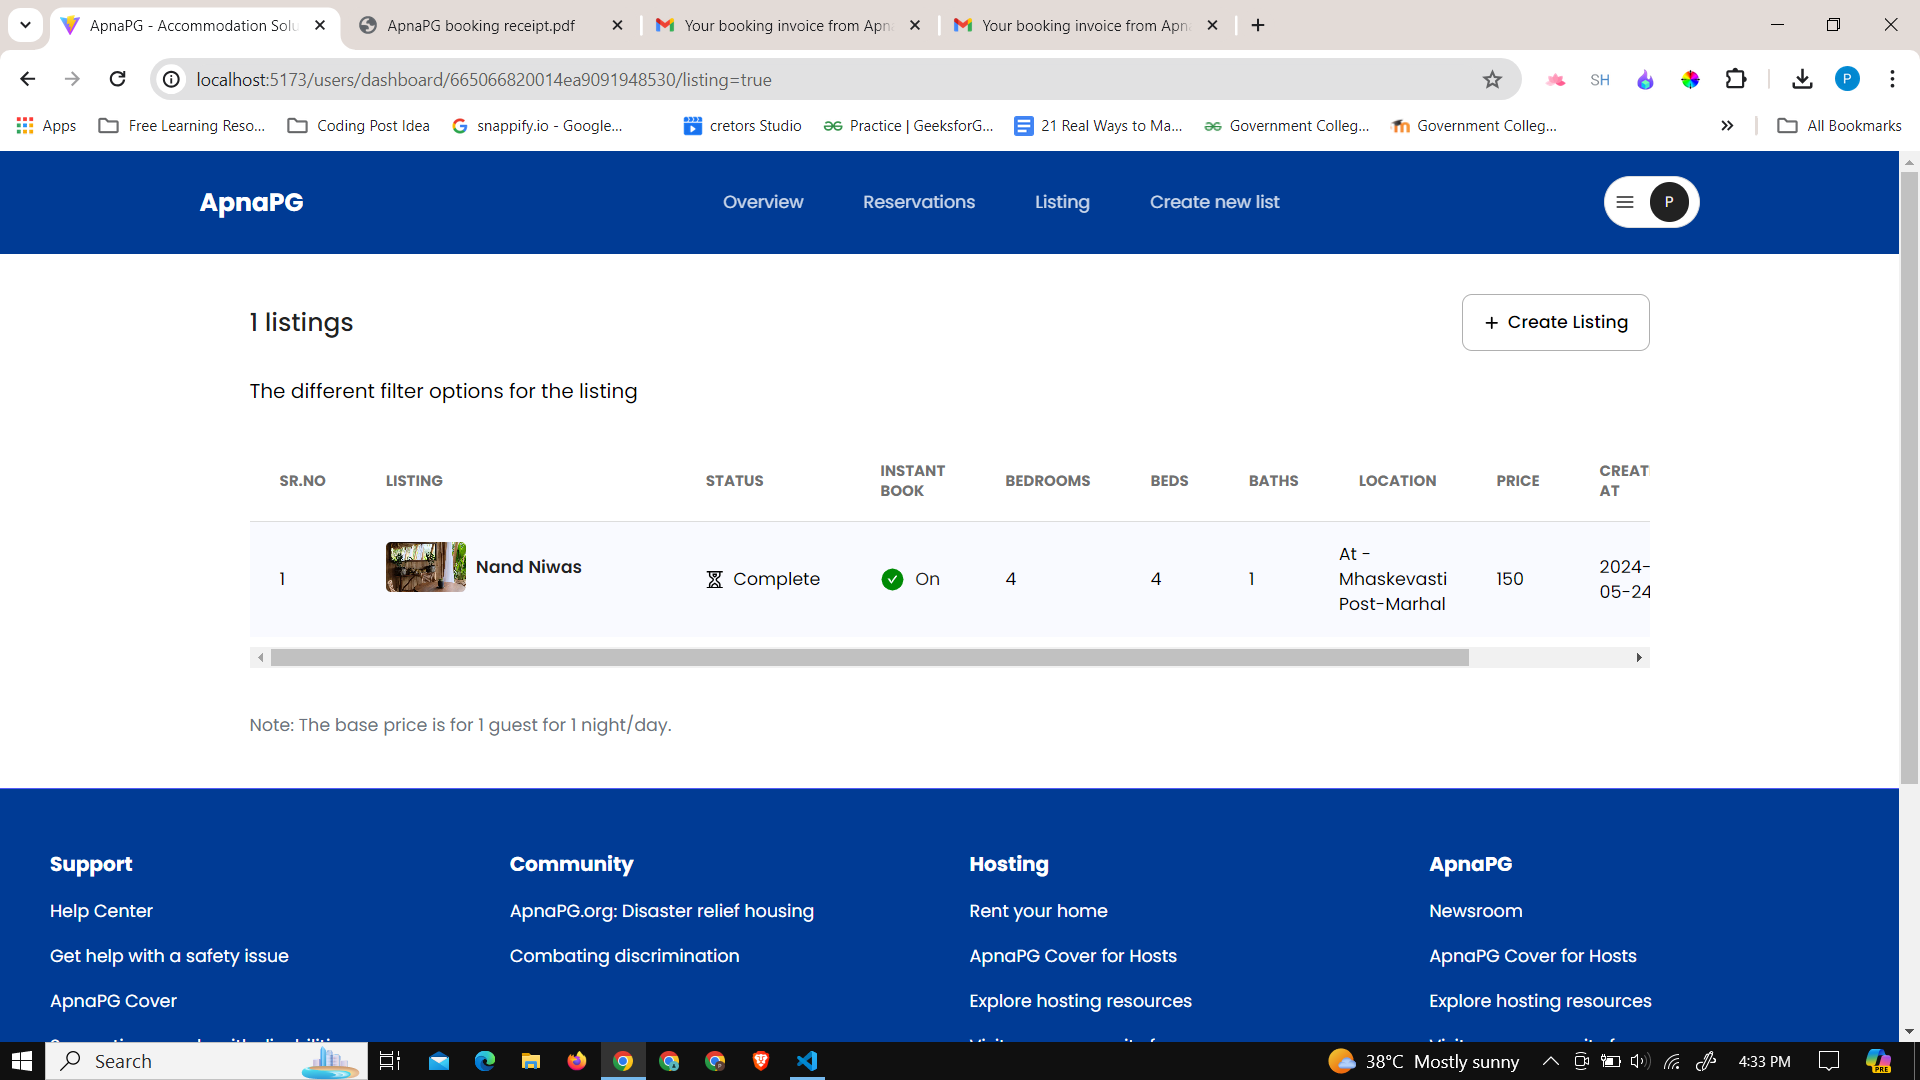 ApnaPG - Accommodation Solu
ApnaPG booking receipt.pdf
Your booking invoice from Apn
Your booking invoice from Apn
localhost:5173/users/dashboard/665066820014ea9091948530/listing=true
SH
P
Apps
Free Learning Reso...
Coding Post Idea
snappify.io - Google...
cretors Studio
Practice | GeeksforG...
21 Real Ways to Ma...
Government Colleg...
Government Colleg...
All Bookmarks
ApnaPG
Overview
Reservations
Listing
Create new list
P
1 listings
+ Create Listing
The different filter options for the listing
SR.NO
LISTING
STATUS
INSTANT
BOOK
BEDROOMS
BEDS
BATHS
LOCATION
PRICE
CREAT
AT
1
Nand Niwas
Complete
On
4
4
1
At -
Mhaskevasti
Post-Marhal
150
2024-
05-24
Note: The base price is for 1 guest for 1 night/day.
Support
Community
Hosting
ApnaPG
Help Center
ApnaPG.org: Disaster relief housing
Rent your home
Newsroom
Get help with a safety issue
Combating discrimination
ApnaPG Cover for Hosts
ApnaPG Cover for Hosts
ApnaPG Cover
Explore hosting resources
Explore hosting resources
Search
38°C Mostly sunny
4:33 PM
PRE